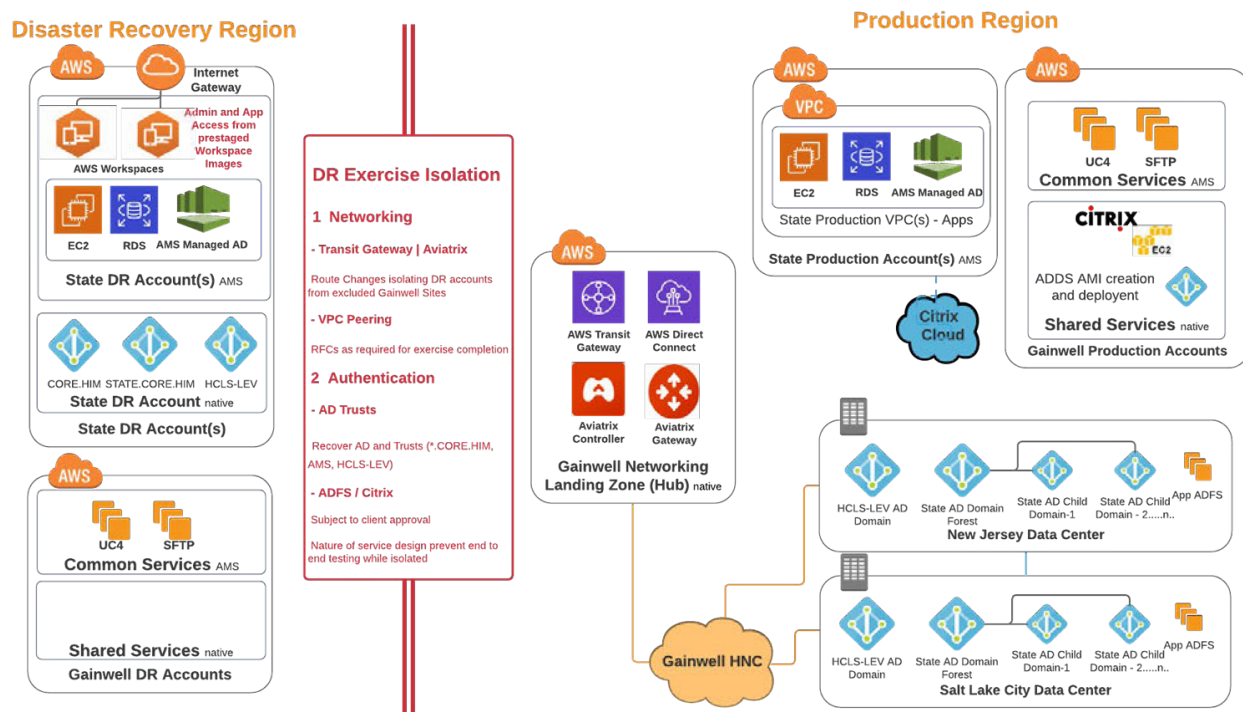 Disaster Recovery Region
AWS
Internet
Gateway
Admin and App
Access from
prestaged
Workspace
Images
AWS Workspaces
EC2
RDS
AMS Managed AD
State DR Account(s) AMS
CORE.HIM
STATE.CORE.HIM
HCLS-LEV
State DR Account native
State DR Account(s)
AWS
UC4
SFTP
Common Services AMS
Shared Services native
Gainwell DR Accounts
DR Exercise Isolation
1 Networking
- Transit Gateway | Aviatrix
Route Changes isolating DR accounts
from excluded Gainwell Sites
- VPC Peering
RFCs as required for exercise completion
2 Authentication
- AD Trusts
Recover AD and Trusts (*.CORE.HIM,
AMS, HCLS-LEV)
- ADFS / Citrix
Subject to client approval
Nature of service design prevent end to
end testing while isolated
Production Region
AWS
VPC
EC2
RDS
AMS Managed AD
State Production VPC(s) - Apps
State Production Account(s) AMS
Citrix
Cloud
AWS
UC4
SFTP
Common Services AMS
CİTRIX
EC2
ADDS AMI creation
and deployent
Shared Services native
Gainwell Production Accounts
AWS
AWS Transit
Gateway
AWS Direct
Connect
Aviatrix
Controller
Aviatrix
Gateway
Gainwell Networking
Landing Zone (Hub) native
Gainwell HNC
HCLS-LEV AD
Domain
State AD Domain
Forest
State AD Child
Domain-1
State AD Child
Domain - 2.....n..
App ADFS
New Jersey Data Center
HCLS-LEV AD
Domain
State AD Domain
Forest
State AD Child
Domain-1
State AD Child
Domain - 2.....n..
App ADFS
Salt Lake City Data Center